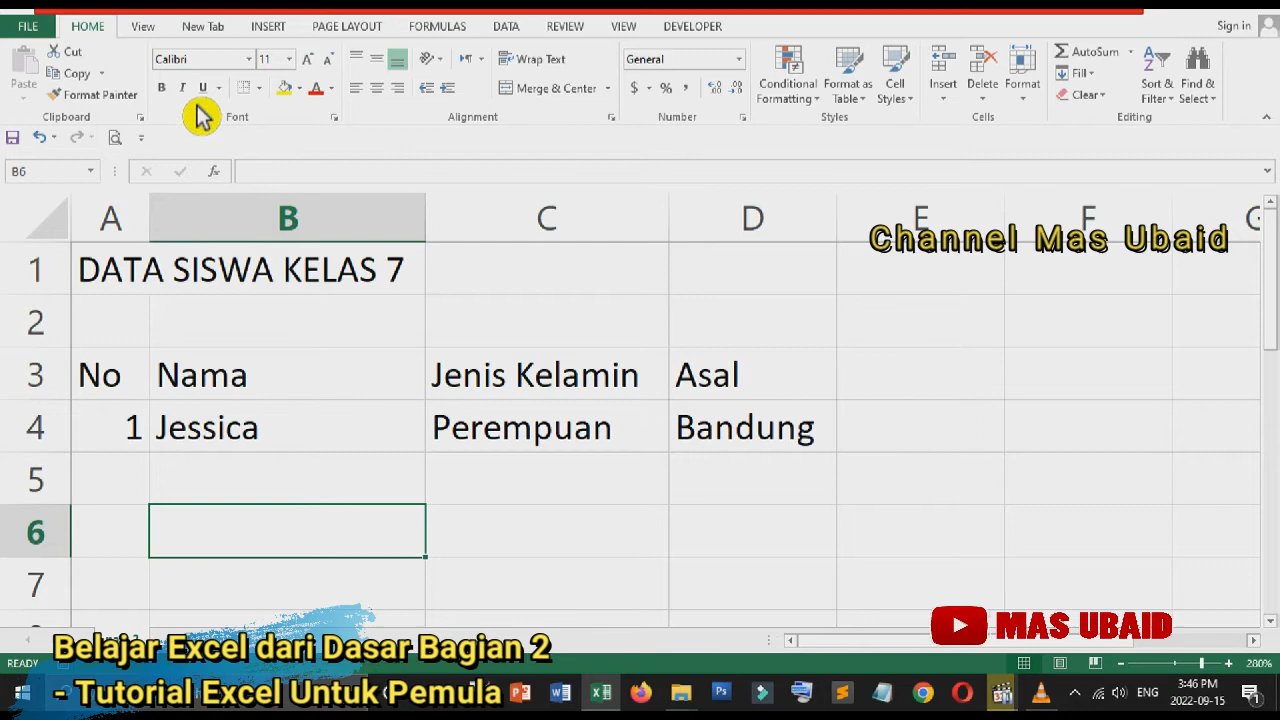 FILE HOME View New Tab INSERT PAGE LAYOUT FORMULAS DATA REVIEW VIEW DEVELOPER Sign in
Paste
Cut
Copy
Format Painter
Clipboard
Calibri 11
B I U
Font
Wrap Text
Merge & Center
Alignment
General
$ % ,
Number
Conditional Formatting
Format as Table
Cell Styles
Styles
Insert
Delete
Format
Cells
AutoSum
Fill
Clear
Sort & Filter
Find & Select
Editing
B6 fx
A B C D E F G
Channel Mas Ubaid
1 DATA SISWA KELAS 7
2
3 No Nama Jenis Kelamin Asal
4 1 Jessica Perempuan Bandung
5
6
7
MAS UBAID
Belajar Excel dari Dasar Bagian 2
- Tutorial Excel Untuk Pemula
READY
280%
ENG
3:46 PM
2022-09-15